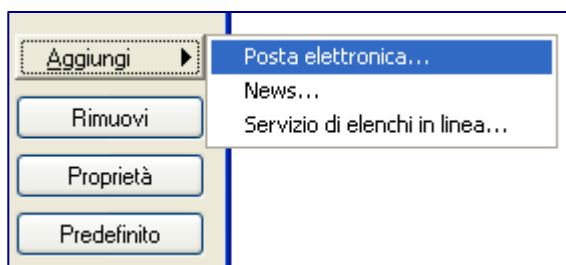 Aggiungi
Posta elettronica...
News...
Servizio di elenchi in linea...
Rimuovi
Proprietà
Predefinito